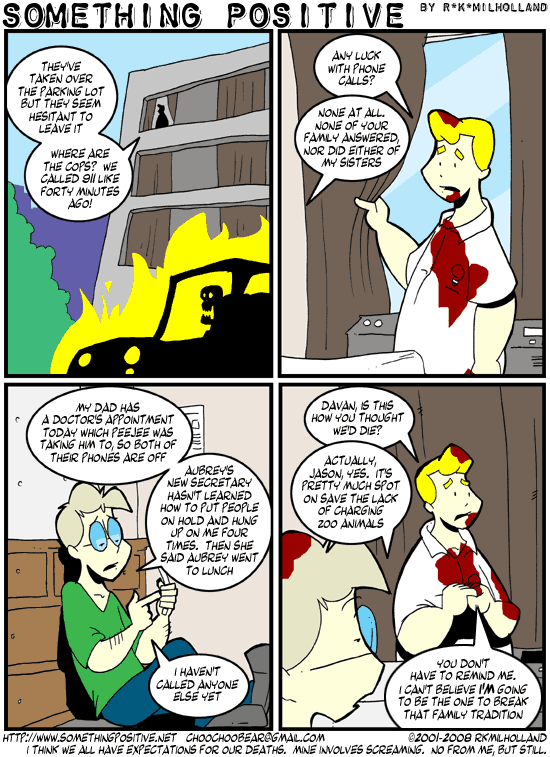 SOMETHING POSITIVE BY R*K*MILHOLLAND
THEY'VE
TAKEN OVER
THE PARKING LOT
BUT THEY SEEM
HESITANT TO
LEAVE IT
WHERE ARE
THE COPS? WE
CALLED 911 LIKE
FORTY MINUTES
AGO!
ANY LUCK
WITH PHONE
CALLS?
NONE AT ALL.
NONE OF YOUR
FAMILY ANSWERED,
NOR DID EITHER OF
MY SISTERS
MY DAD HAS
A DOCTOR'S APPOINTMENT
TODAY WHICH PEEJEE WAS
TAKING HIM TO, SO BOTH OF
THEIR PHONES ARE OFF
AUBREY'S
NEW SECRETARY
HASN'T LEARNED
HOW TO PUT PEOPLE
ON HOLD AND HUNG
UP ON ME FOUR
TIMES. THEN SHE
SAID AUBREY WENT
TO LUNCH
I HAVEN'T
CALLED ANYONE
ELSE YET
DAVAN, IS THIS
HOW YOU THOUGHT
WE'D DIE?
ACTUALLY,
JASON, YES. IT'S
PRETTY MUCH SPOT
ON SAVE THE LACK
OF CHARGING
ZOO ANIMALS
YOU DON'T
HAVE TO REMIND ME.
I CAN'T BELIEVE I'M GOING
TO BE THE ONE TO BREAK
THAT FAMILY TRADITION
HTTP://WWW.SOMETHINGPOSITIVE.NET CHOOCHOOBEAR@GMAIL.COM ©2001-2008 RKMILHOLLAND
I THINK WE ALL HAVE EXPECTATIONS FOR OUR DEATHS. MINE INVOLVES SCREAMING. NO FROM ME, BUT STILL.